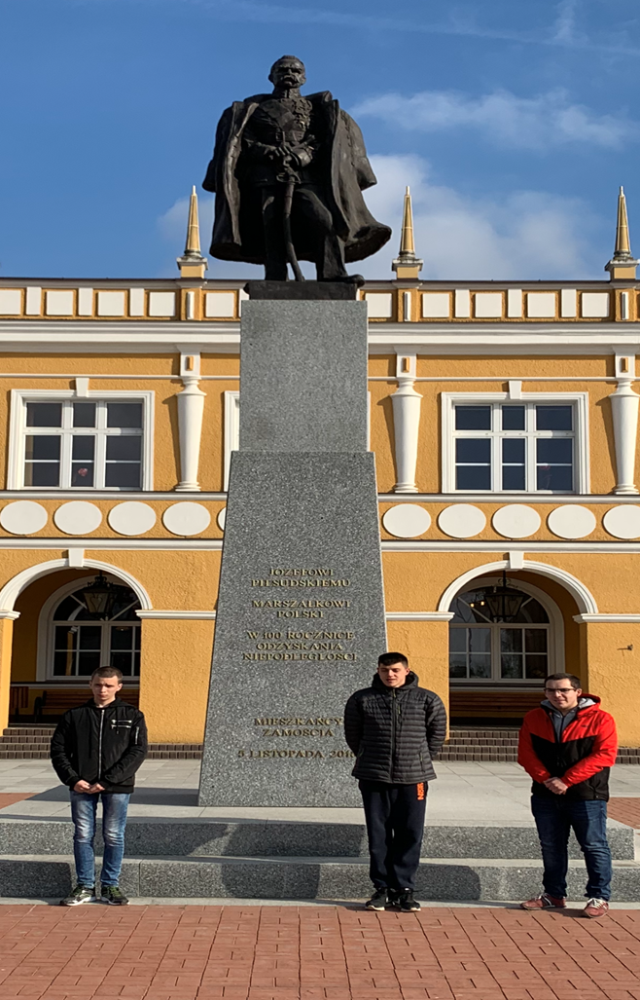 JÓZEFOWI
PIŁSUDSKIEMU
MARSZAŁKOWI
POLSKI
W 100 ROCZNICĘ
ODZYSKANIA
NIEPODLEGŁOŚCI
MIESZKAŃCY
ZAMOŚCIA
5 LISTOPADA